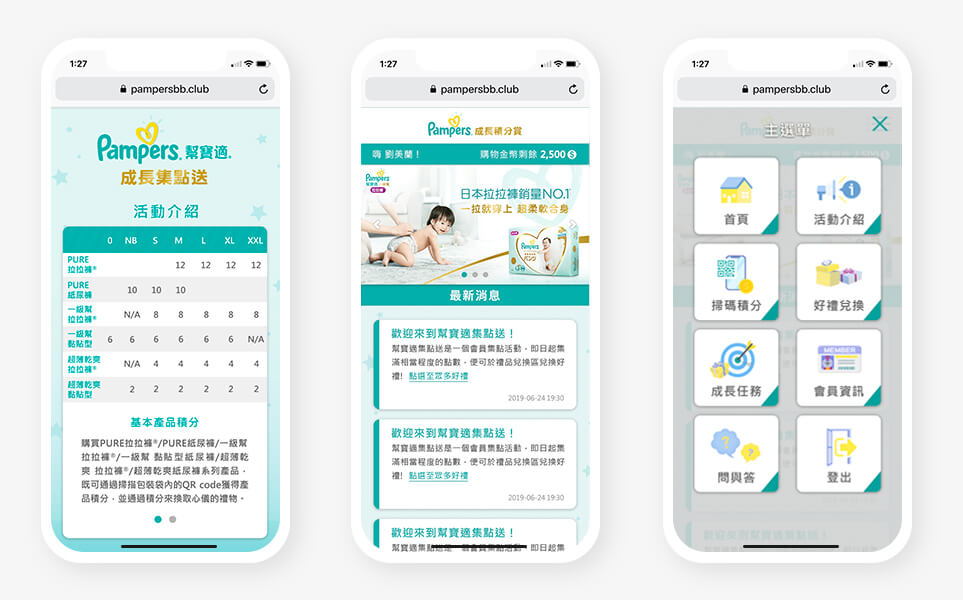 1:27
pampersbb.club
Pampers® 幫寶適®
成長集點送
活動介紹
0 NB S M L XL XXL
PURE
拉拉褲® 12 12 12 12
PURE
紙尿褲 10 10 10
一級幫
拉拉褲® N/A 8 8 8 8 8
一級幫
黏貼型 6 6 6 6 6 6 N/A
超薄乾爽
拉拉褲® N/A 4 4 4 4 4
超薄乾爽
黏貼型 2 2 2 2 2 2
基本產品積分
購買PURE拉拉褲®/PURE紙尿褲/一級幫
拉拉褲®/一級幫 黏貼型紙尿褲/超薄乾
爽 拉拉褲®/超薄乾爽紙尿褲系列產品，
既可通過掃描包裝袋內的QR code獲得產
品積分，並通過積分來換取心儀的禮物。
1:27
pampersbb.club
Pampers® 成長積分賞
嗨 劉美蘭！ 購物金幣剩餘 2,500 S
Pampers
日本拉拉褲銷量NO.1
一拉就穿上 超柔軟合身
Pampers
パンツ
最新消息
歡迎來到幫寶適集點送！
幫寶適集點送是一個會員集點活動，即日起集
滿相當程度的點數，便可於禮品兌換區兌換好
禮! 點選至眾多好禮
2019-06-24 19:30
歡迎來到幫寶適集點送！
幫寶適集點送是一個會員集點活動，即日起集
滿相當程度的點數，便可於禮品兌換區兌換好
禮! 點選至眾多好禮
2019-06-24 19:30
歡迎來到幫寶適集點送！
幫寶適集點送是一個會員集點活動，即日起集
1:27
pampersbb.club
主選單
首頁
活動介紹
掃碼積分
好禮兌換
成長任務
MEMBER
會員資訊
問與答
登出